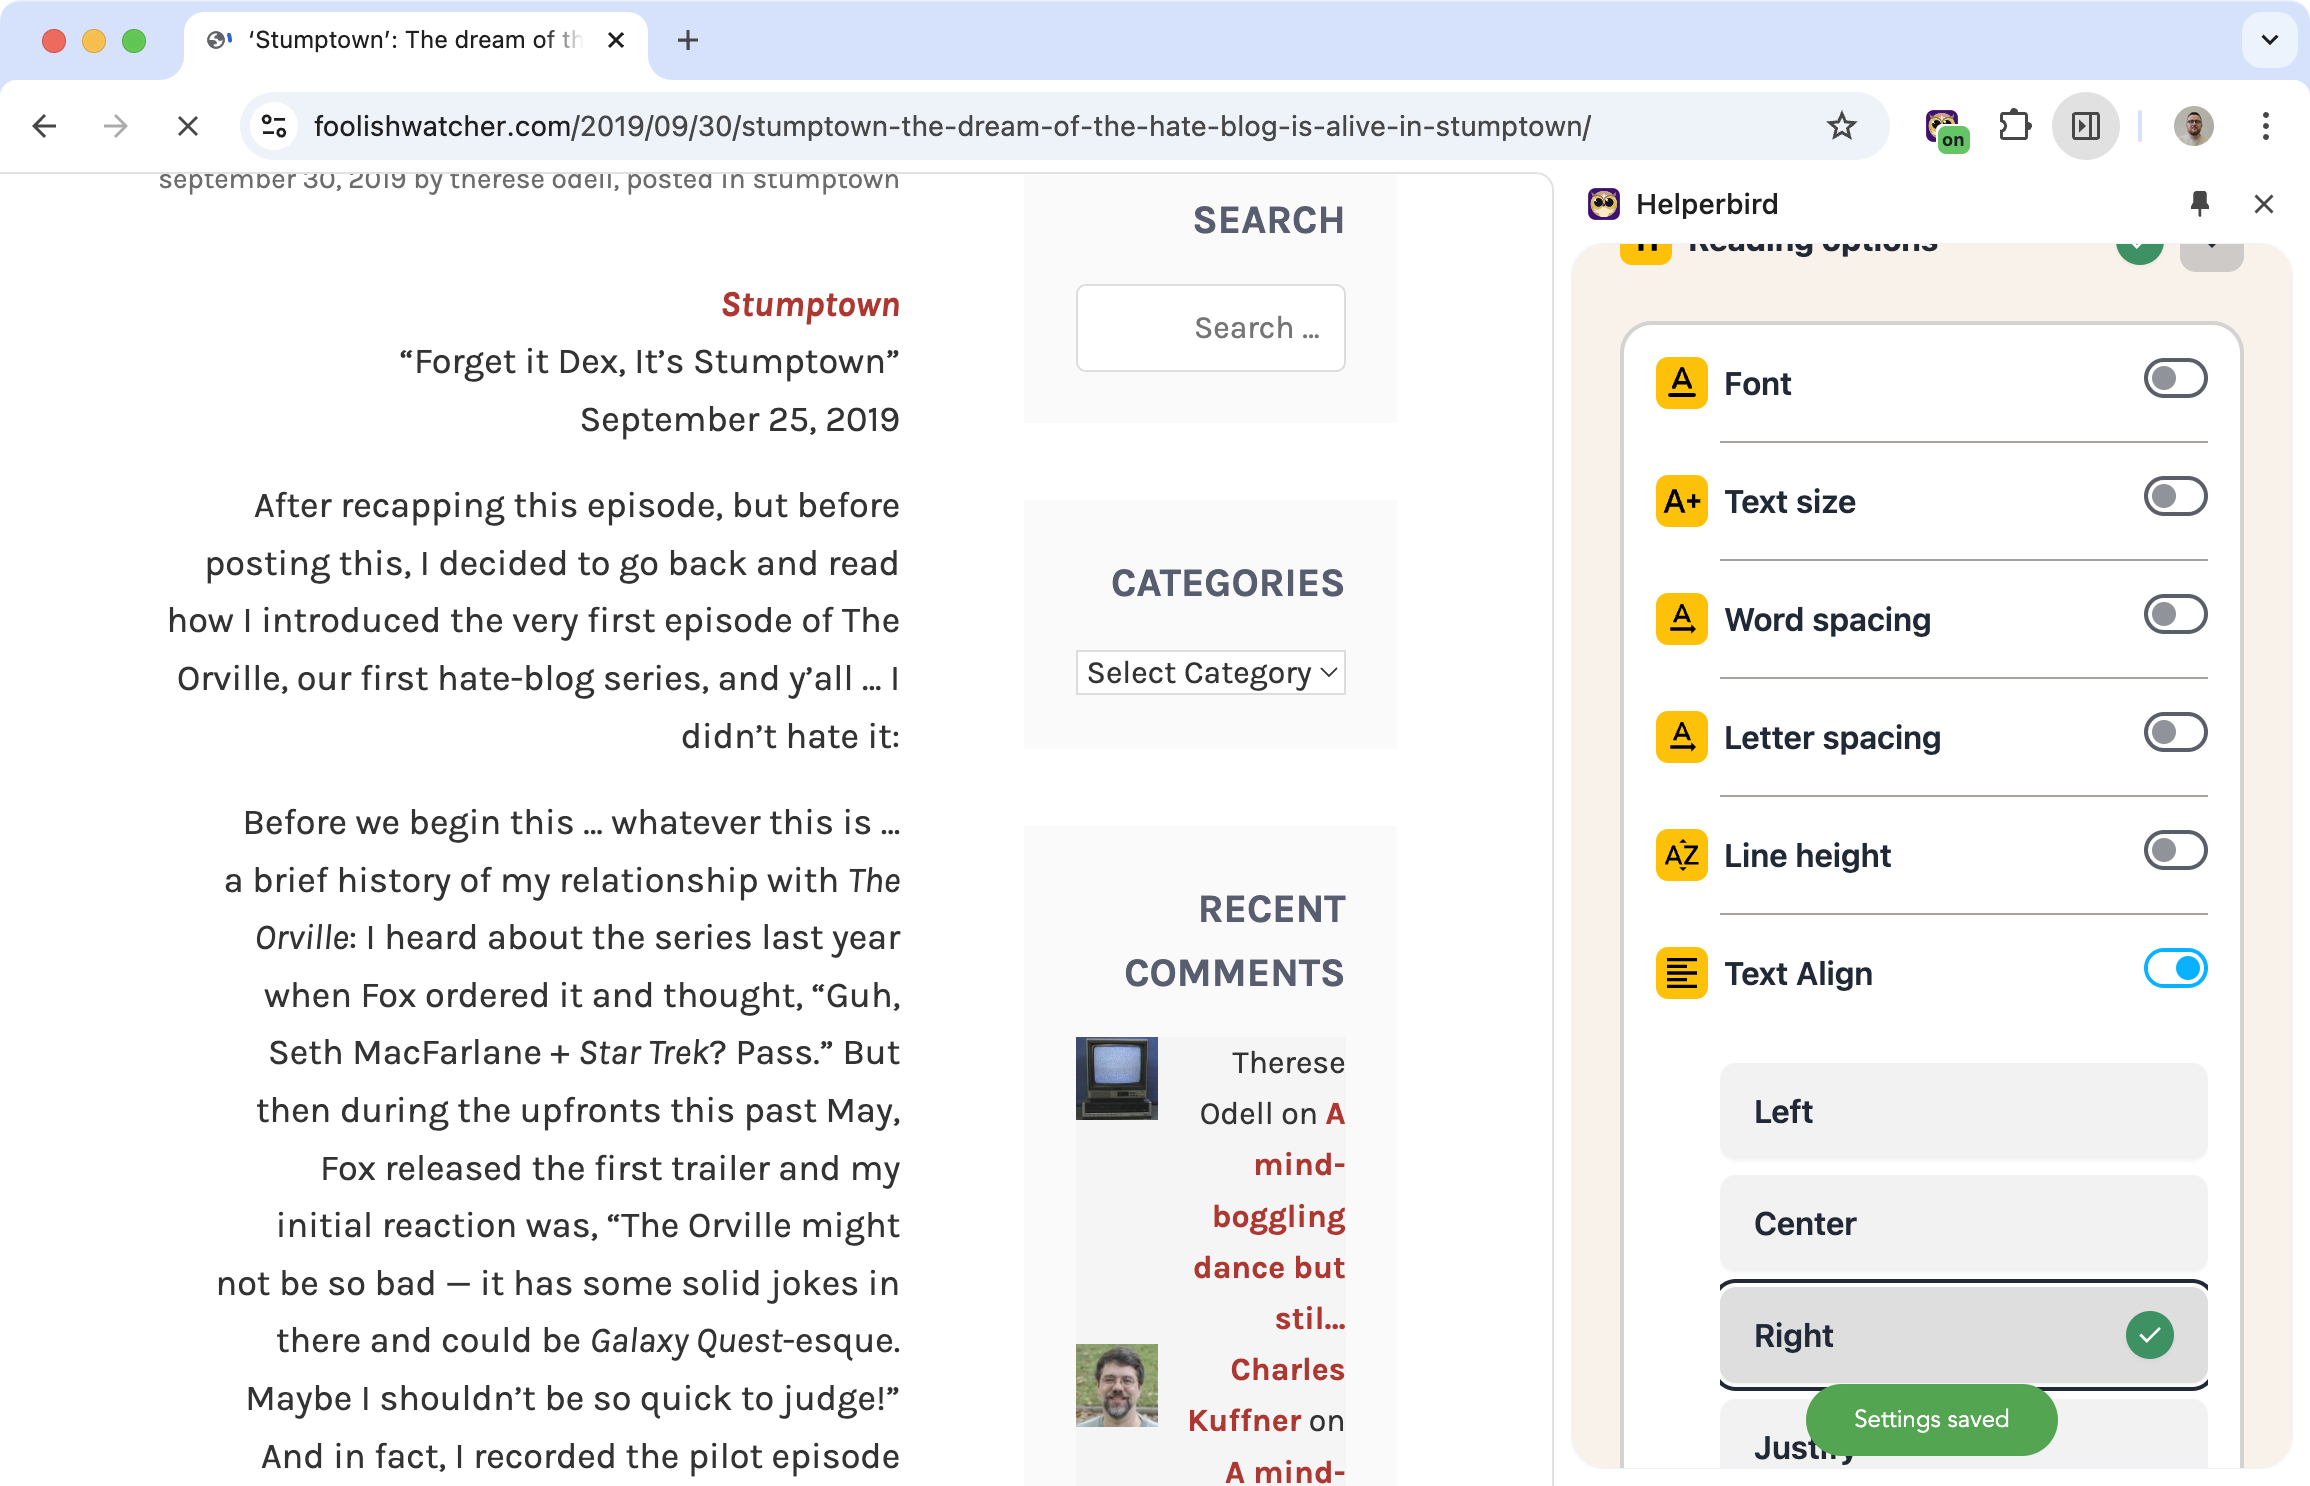 ‘Stumptown’: The dream of th
foolishwatcher.com/2019/09/30/stumptown-the-dream-of-the-hate-blog-is-alive-in-stumptown/
on
september 30, 2019 by therese odell, posted in stumptown
Stumptown
“Forget it Dex, It’s Stumptown”
September 25, 2019
After recapping this episode, but before
posting this, I decided to go back and read
how I introduced the very first episode of The
Orville, our first hate-blog series, and y’all … I
didn’t hate it:
Before we begin this … whatever this is …
a brief history of my relationship with The
Orville: I heard about the series last year
when Fox ordered it and thought, “Guh,
Seth MacFarlane + Star Trek? Pass.” But
then during the upfronts this past May,
Fox released the first trailer and my
initial reaction was, “The Orville might
not be so bad — it has some solid jokes in
there and could be Galaxy Quest-esque.
Maybe I shouldn’t be so quick to judge!”
And in fact, I recorded the pilot episode
SEARCH
Search …
CATEGORIES
Select Category
RECENT
COMMENTS
Therese
Odell on A
mind-
boggling
dance but
stil…
Charles
Kuffner on
A mind-
Helperbird
Reading options
Font
A+ Text size
Word spacing
Letter spacing
AZ Line height
Text Align
Left
Center
Right
Settings saved
Justify